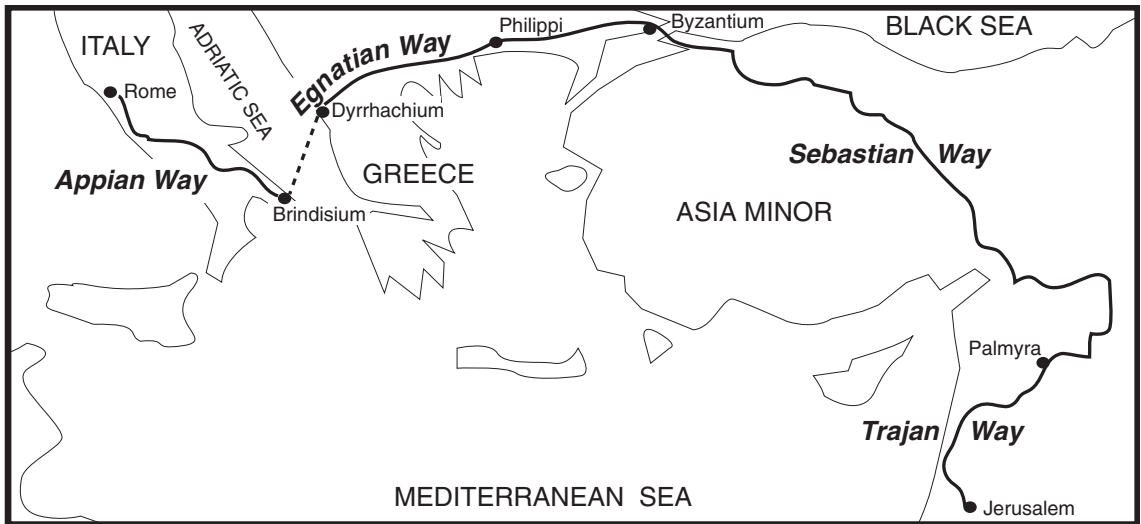 ITALY
ADRIATIC SEA
Rome
Appian Way
Brindisium
Egnatian Way
Dyrrhachium
GREECE
Philippi
Byzantium
BLACK SEA
Sebastian Way
ASIA MINOR
Palmyra
Trajan Way
Jerusalem
MEDITERRANEAN SEA